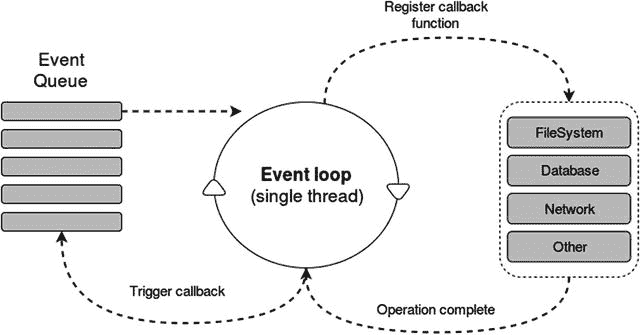 Register callback
function
Event
Queue
FileSystem
Database
Event loop
(single thread)
Network
Other
Trigger callback
Operation complete